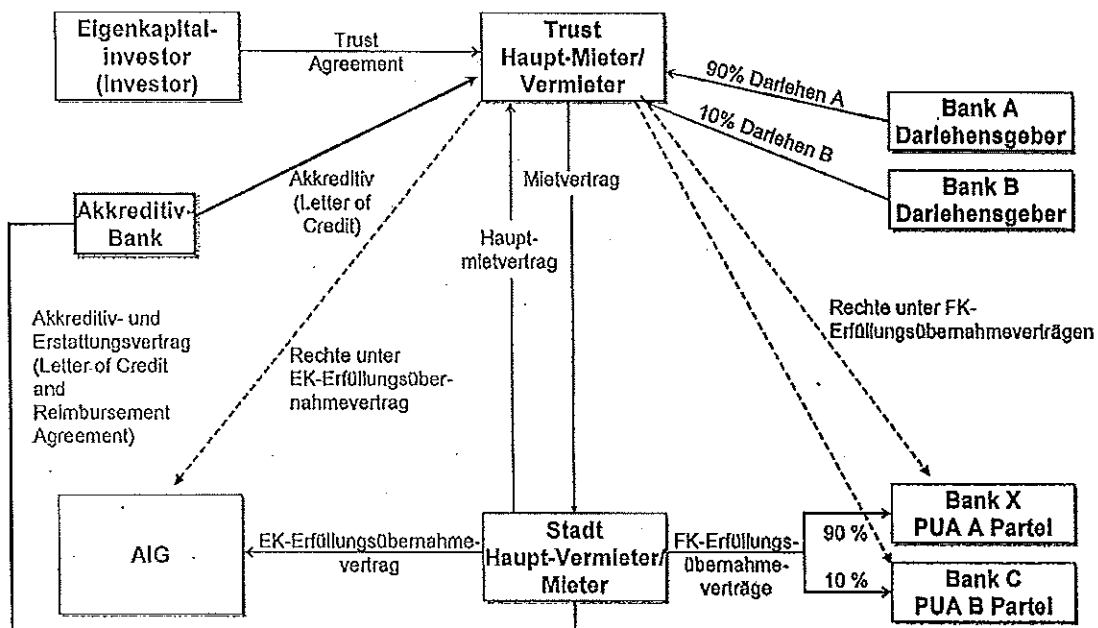 Eigenkapital-
investor
(Investor)
Trust
Agreement
Trust
Haupt-Mieter/
Vermieter
90% Darlehen A
10% Darlehen B
Bank A
Darlehensgeber
Bank B
Darlehensgeber
Akkreditiv-
Bank
Akkreditiv
(Letter of
Credit)
Mietvertrag
Haupt-
mietvertrag
Akkreditiv- und
Erstattungsvertrag
(Letter of Credit
and
Reimbursement
Agreement)
Rechte unter
EK-Erfüllungsüber-
nahmevertrag
Rechte unter FK-
Erfüllungsübernahmeverträgen
AIG
EK-Erfüllungsübernahme-
vertrag
Stadt
Haupt-Vermieter/
Mieter
FK-Erfüllungs-
übernahme-
verträge
90 %
10 %
Bank X
PUA A Partei
Bank C
PUA B Partei